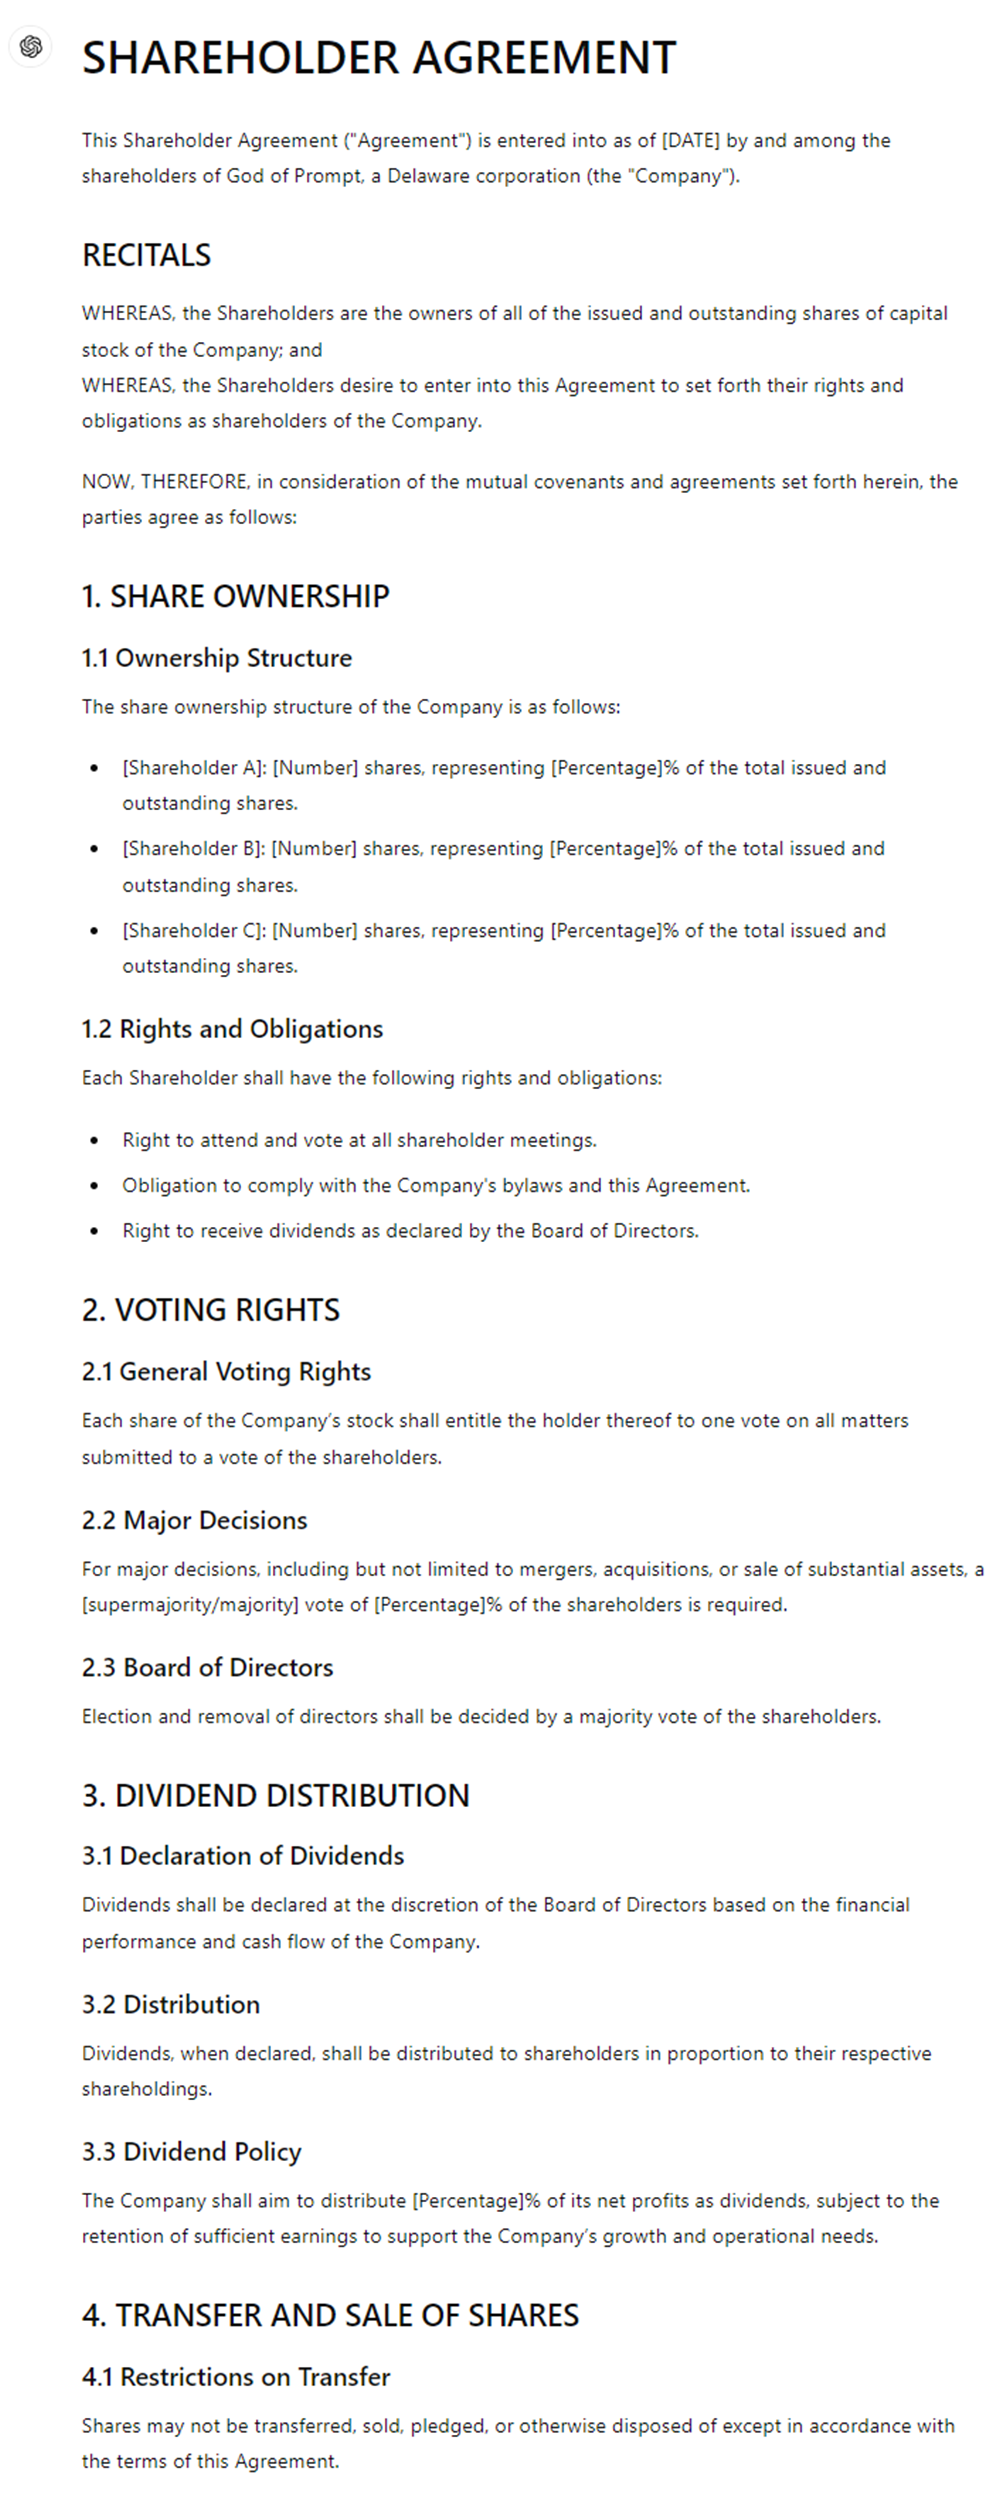 SHAREHOLDER AGREEMENT
This Shareholder Agreement ("Agreement") is entered into as of [DATE] by and among the
shareholders of God of Prompt, a Delaware corporation (the "Company").
RECITALS
WHEREAS, the Shareholders are the owners of all of the issued and outstanding shares of capital
stock of the Company; and
WHEREAS, the Shareholders desire to enter into this Agreement to set forth their rights and
obligations as shareholders of the Company.
NOW, THEREFORE, in consideration of the mutual covenants and agreements set forth herein, the
parties agree as follows:
1. SHARE OWNERSHIP
1.1 Ownership Structure
The share ownership structure of the Company is as follows:
• [Shareholder A]: [Number] shares, representing [Percentage]% of the total issued and
outstanding shares.
• [Shareholder B]: [Number] shares, representing [Percentage]% of the total issued and
outstanding shares.
• [Shareholder C]: [Number] shares, representing [Percentage]% of the total issued and
outstanding shares.
1.2 Rights and Obligations
Each Shareholder shall have the following rights and obligations:
• Right to attend and vote at all shareholder meetings.
• Obligation to comply with the Company's bylaws and this Agreement.
• Right to receive dividends as declared by the Board of Directors.
2. VOTING RIGHTS
2.1 General Voting Rights
Each share of the Company's stock shall entitle the holder thereof to one vote on all matters
submitted to a vote of the shareholders.
2.2 Major Decisions
For major decisions, including but not limited to mergers, acquisitions, or sale of substantial assets, a
[supermajority/majority] vote of [Percentage]% of the shareholders is required.
2.3 Board of Directors
Election and removal of directors shall be decided by a majority vote of the shareholders.
3. DIVIDEND DISTRIBUTION
3.1 Declaration of Dividends
Dividends shall be declared at the discretion of the Board of Directors based on the financial
performance and cash flow of the Company.
3.2 Distribution
Dividends, when declared, shall be distributed to shareholders in proportion to their respective
shareholdings.
3.3 Dividend Policy
The Company shall aim to distribute [Percentage]% of its net profits as dividends, subject to the
retention of sufficient earnings to support the Company's growth and operational needs.
4. TRANSFER AND SALE OF SHARES
4.1 Restrictions on Transfer
Shares may not be transferred, sold, pledged, or otherwise disposed of except in accordance with
the terms of this Agreement.